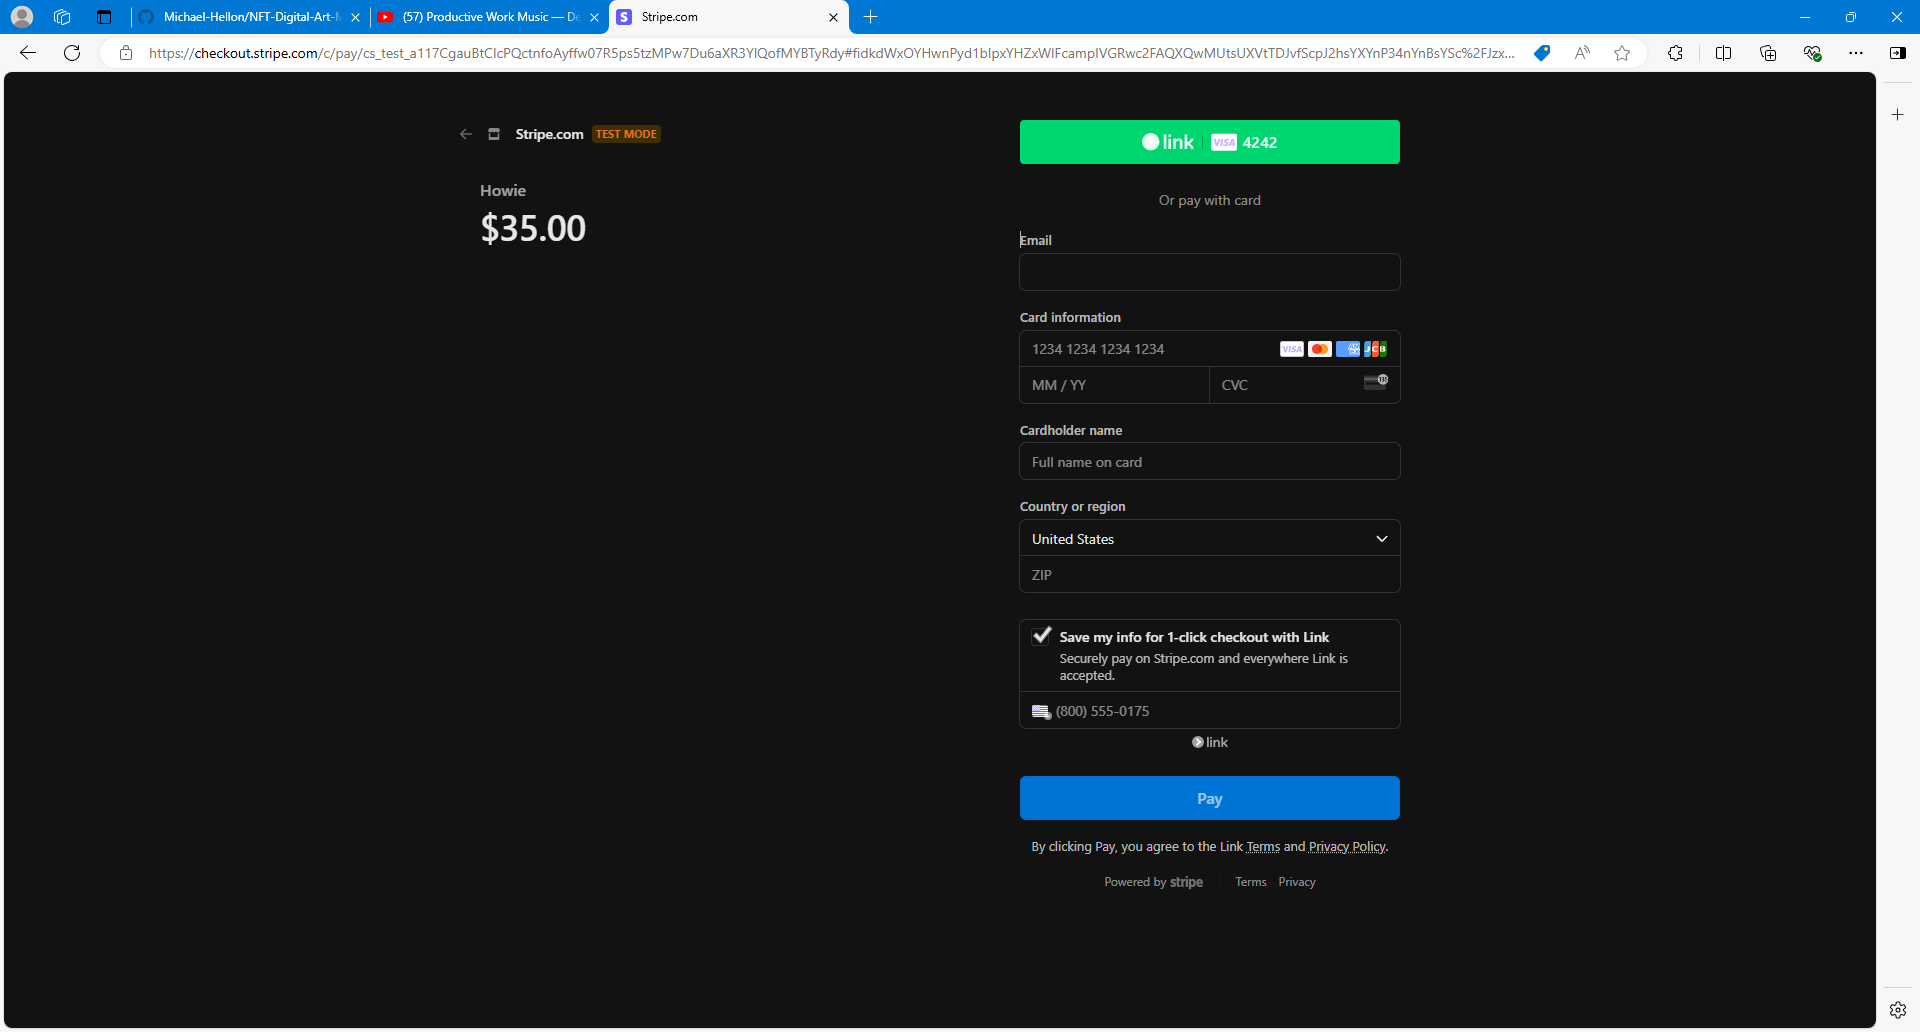 Michael-Hellon/NFT-Digital-Art-
(57) Productive Work Music — De
Stripe.com
https://checkout.stripe.com/c/pay/
Stripe.com TEST MODE
Howie
$35.00
link VISA 4242
Or pay with card
Email
Card information
1234 1234 1234 1234 VISA JCB
MM / YY CVC
Cardholder name
Full name on card
Country or region
United States
ZIP
Save my info for 1-click checkout with Link
Securely pay on Stripe.com and everywhere Link is
accepted.
(800) 555-0175
link
Pay
By clicking Pay, you agree to the Link Terms and Privacy Policy.
Powered by stripe Terms Privacy